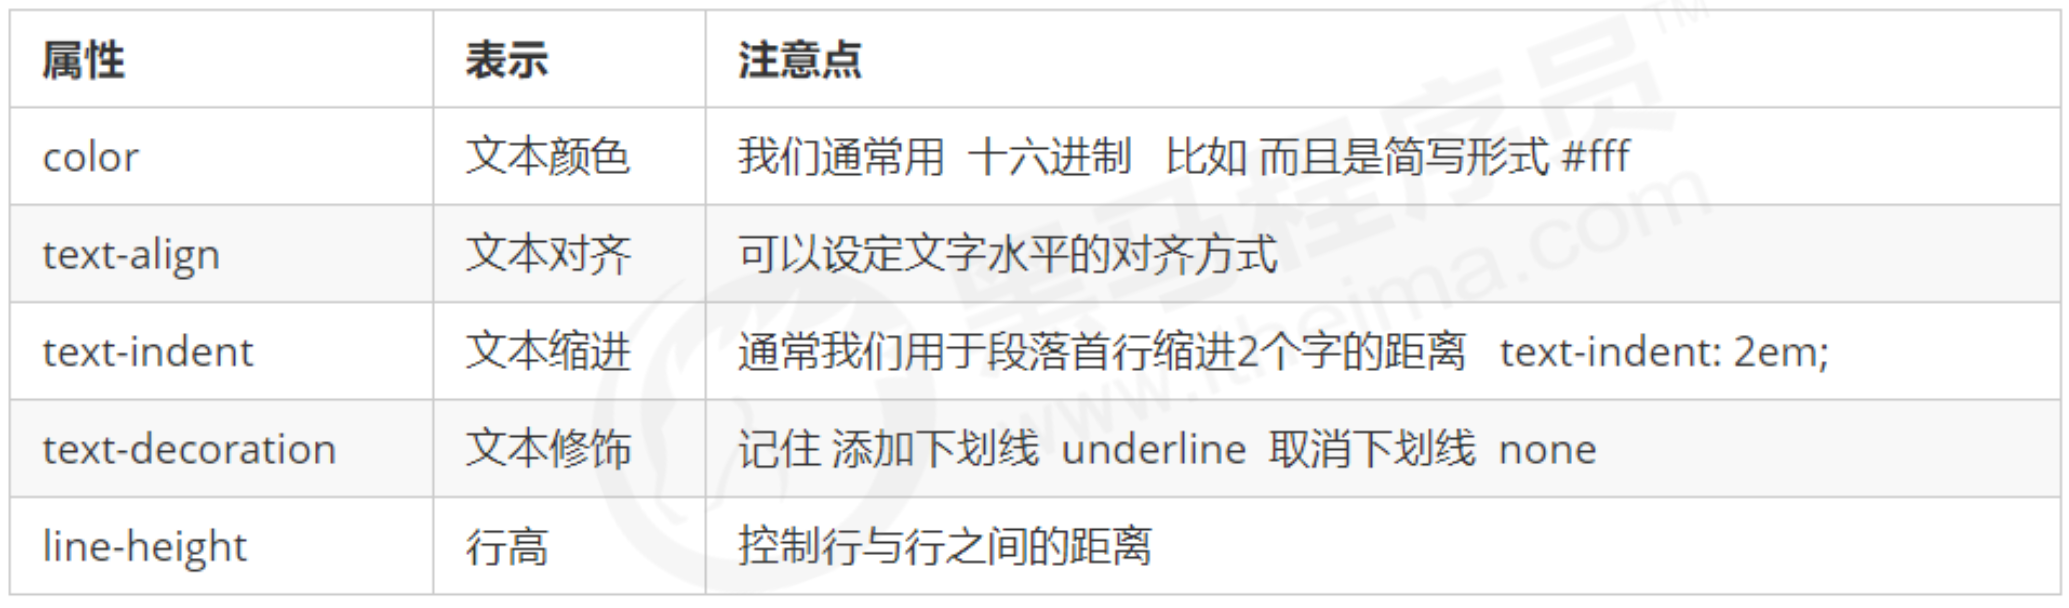 属性 表示 注意点
color 文本颜色 我们通常用 十六进制 比如 而且是简写形式 #fff
text-align 文本对齐 可以设定文字水平的对齐方式
text-indent 文本缩进 通常我们用于段落首行缩进2个字的距离 text-indent: 2em;
text-decoration 文本修饰 记住 添加下划线 underline 取消下划线 none
line-height 行高 控制行与行之间的距离
黑马程序员™
www.itheima.com